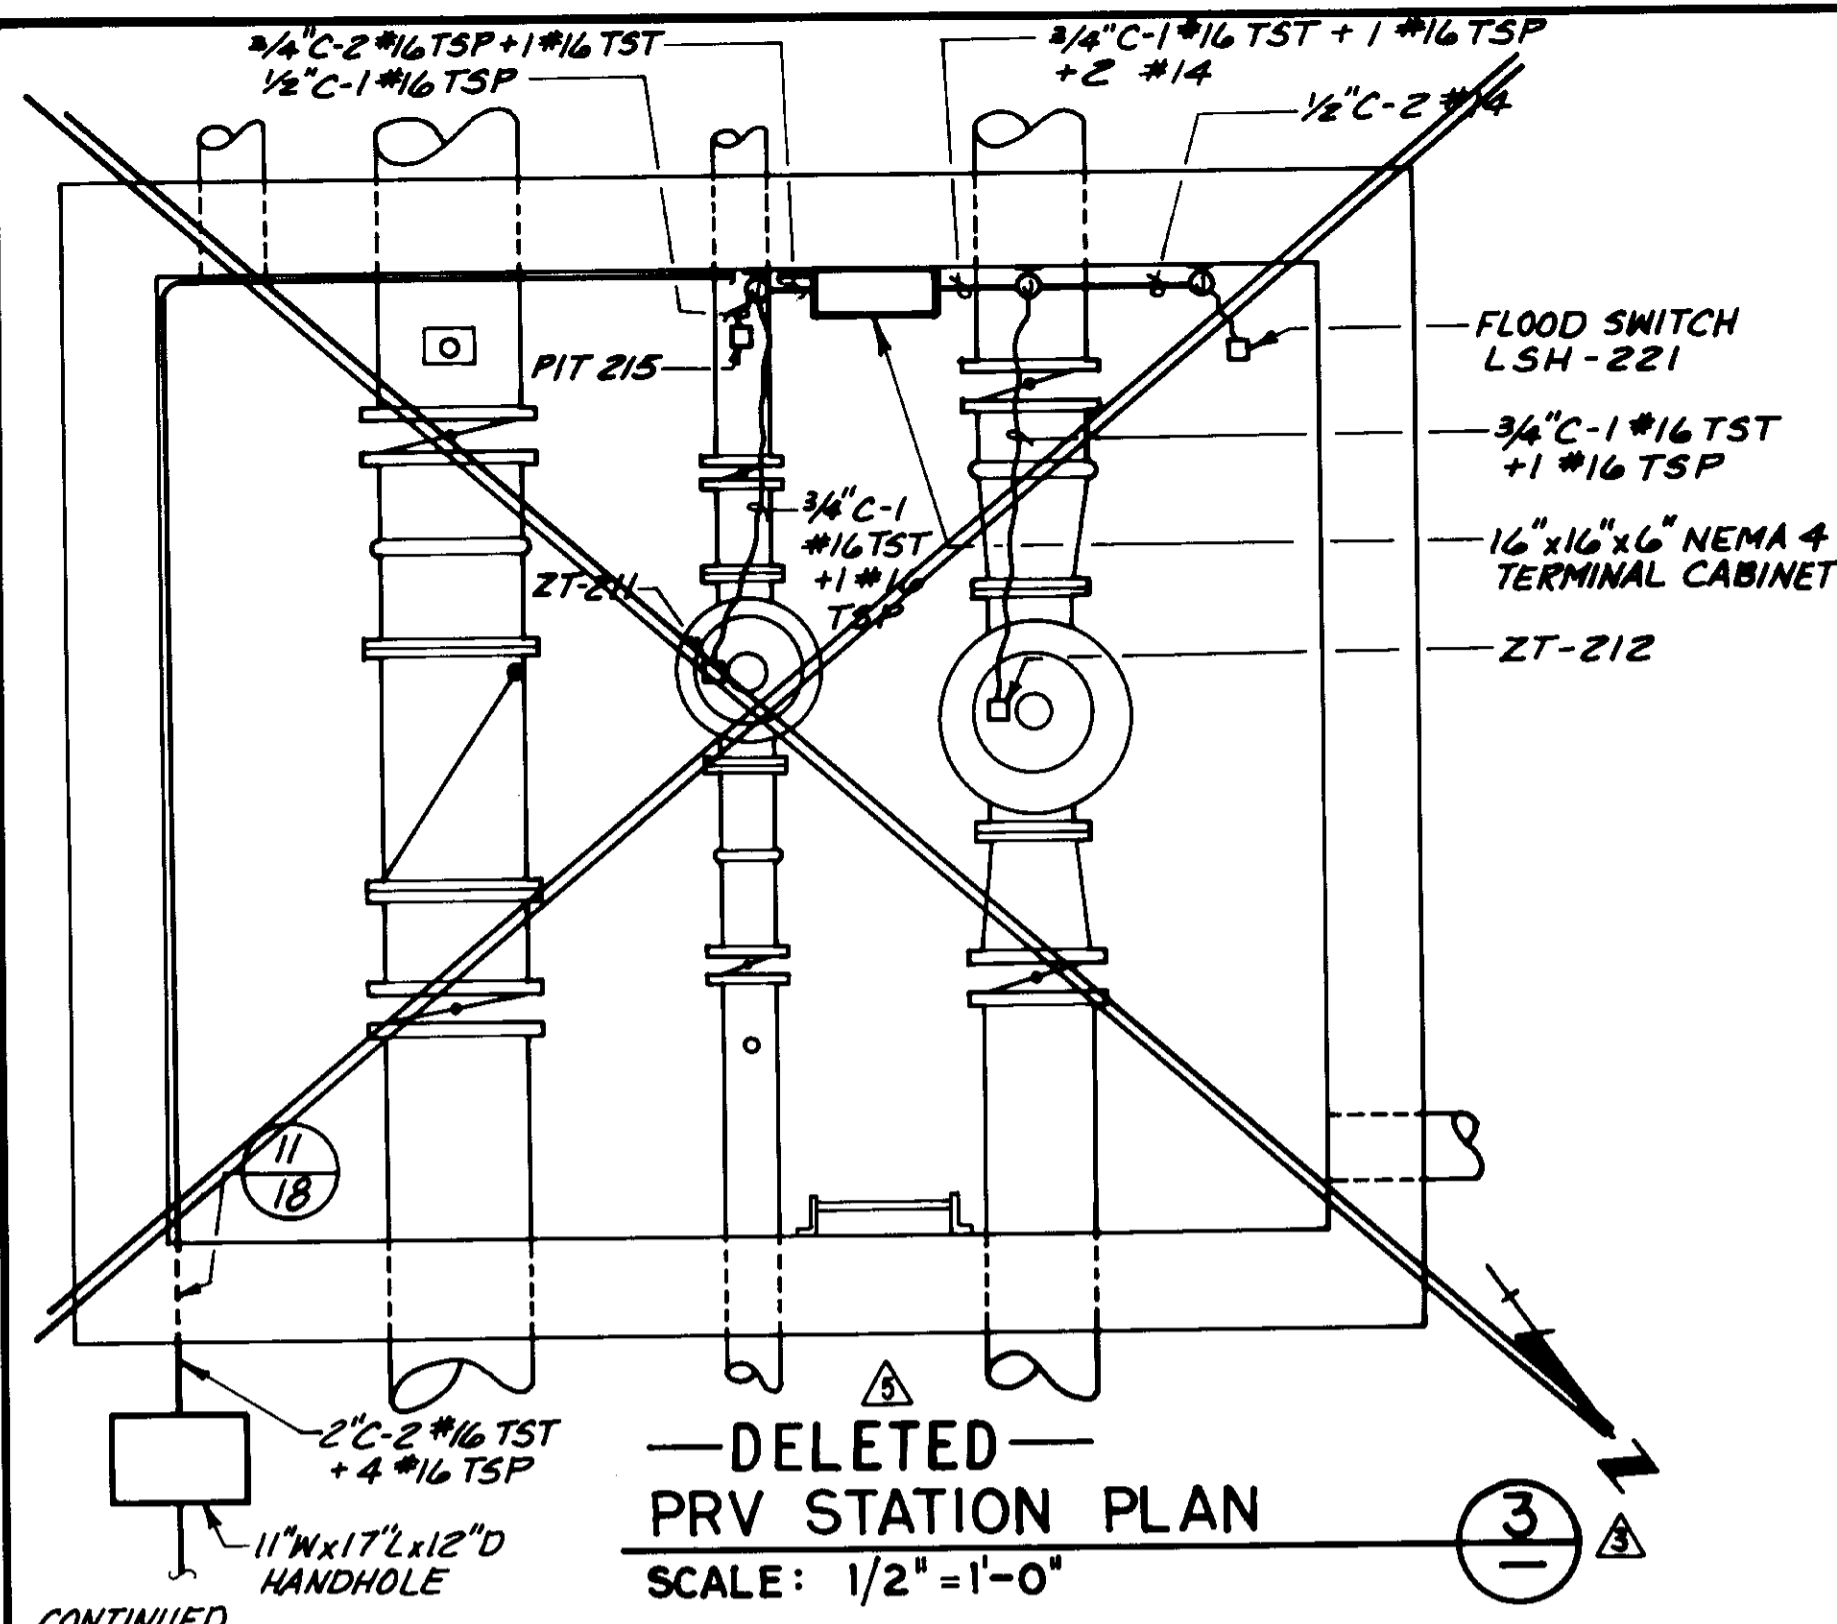 3/4"C-2 #16 TSP + 1 #16 TST
1/2"C-1 #16 TSP
3/4"C-1 #16 TST + 1 #16 TSP
+2 #14
1/2"C-2 #14
FLOOD SWITCH
LSH-221
PIT 215
3/4"C-1 #16 TST
+1 #16 TSP
3/4"C-1
#16 TST
+1 #16
TSP
16"x16"x6" NEMA 4
TERMINAL CABINET
ZT-211
ZT-212
11
18
2"C-2 #16 TST
+ 4 #16 TSP
11"Wx17"Lx12"D
HANDHOLE
CONTINUED
5
DELETED
PRV STATION PLAN
SCALE: 1/2" = 1'-0"
3
3
N